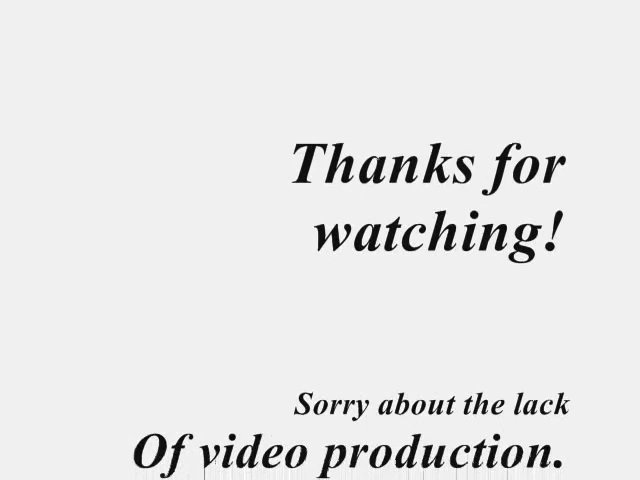 Thanks for
watching!
Sorry about the lack
Of video production.